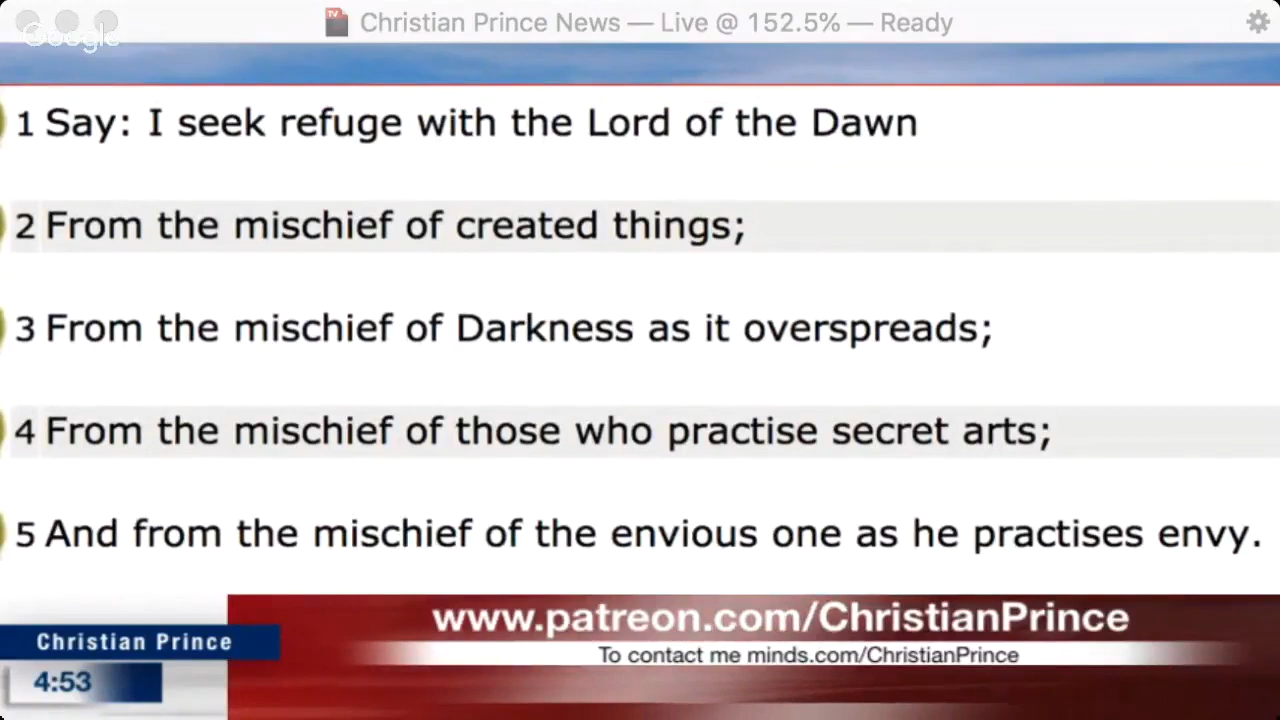 Christian Prince News — Live @ 152.5% — Ready
Google
TV
1 Say: I seek refuge with the Lord of the Dawn
2 From the mischief of created things;
3 From the mischief of Darkness as it overspreads;
4 From the mischief of those who practise secret arts;
5 And from the mischief of the envious one as he practises envy.
www.patreon.com/ChristianPrince
Christian Prince
To contact me minds.com/ChristianPrince
4:53